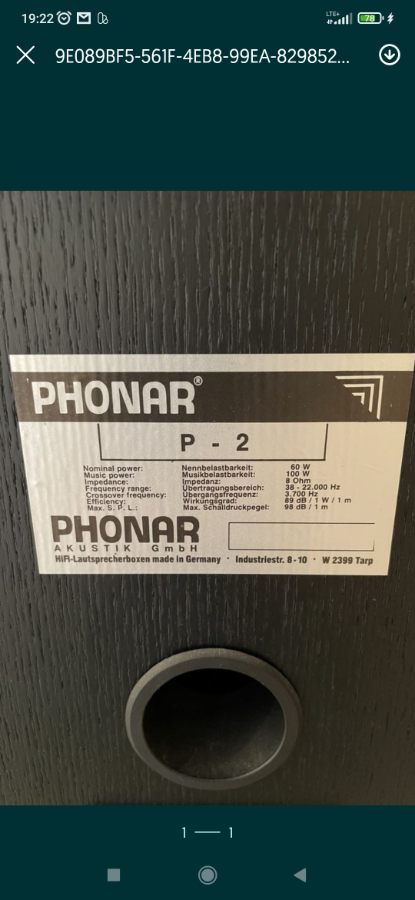 19:22
LTE+
78
9E089BF5-561F-4EB8-99EA-829852...
PHONAR®
P - 2
Nominal power: Nennbelastbarkeit: 60 W
Music power: Musikbelastbarkeit: 100 W
Impedance: Impedanz: 8 Ohm
Frequency range: Übertragungsbereich: 38 - 22.000 Hz
Crossover frequency: Übergangsfrequenz: 3.700 Hz
Efficiency: Wirkungsgrad: 89 dB / 1 W / 1 m
Max. S. P. L.: Max. Schalldruckpegel: 98 dB / 1 m
PHONAR
AKUSTIK GmbH
HiFi-Lautsprecherboxen made in Germany · Industriestr. 8-10 · W 2399 Tarp
1 — 1